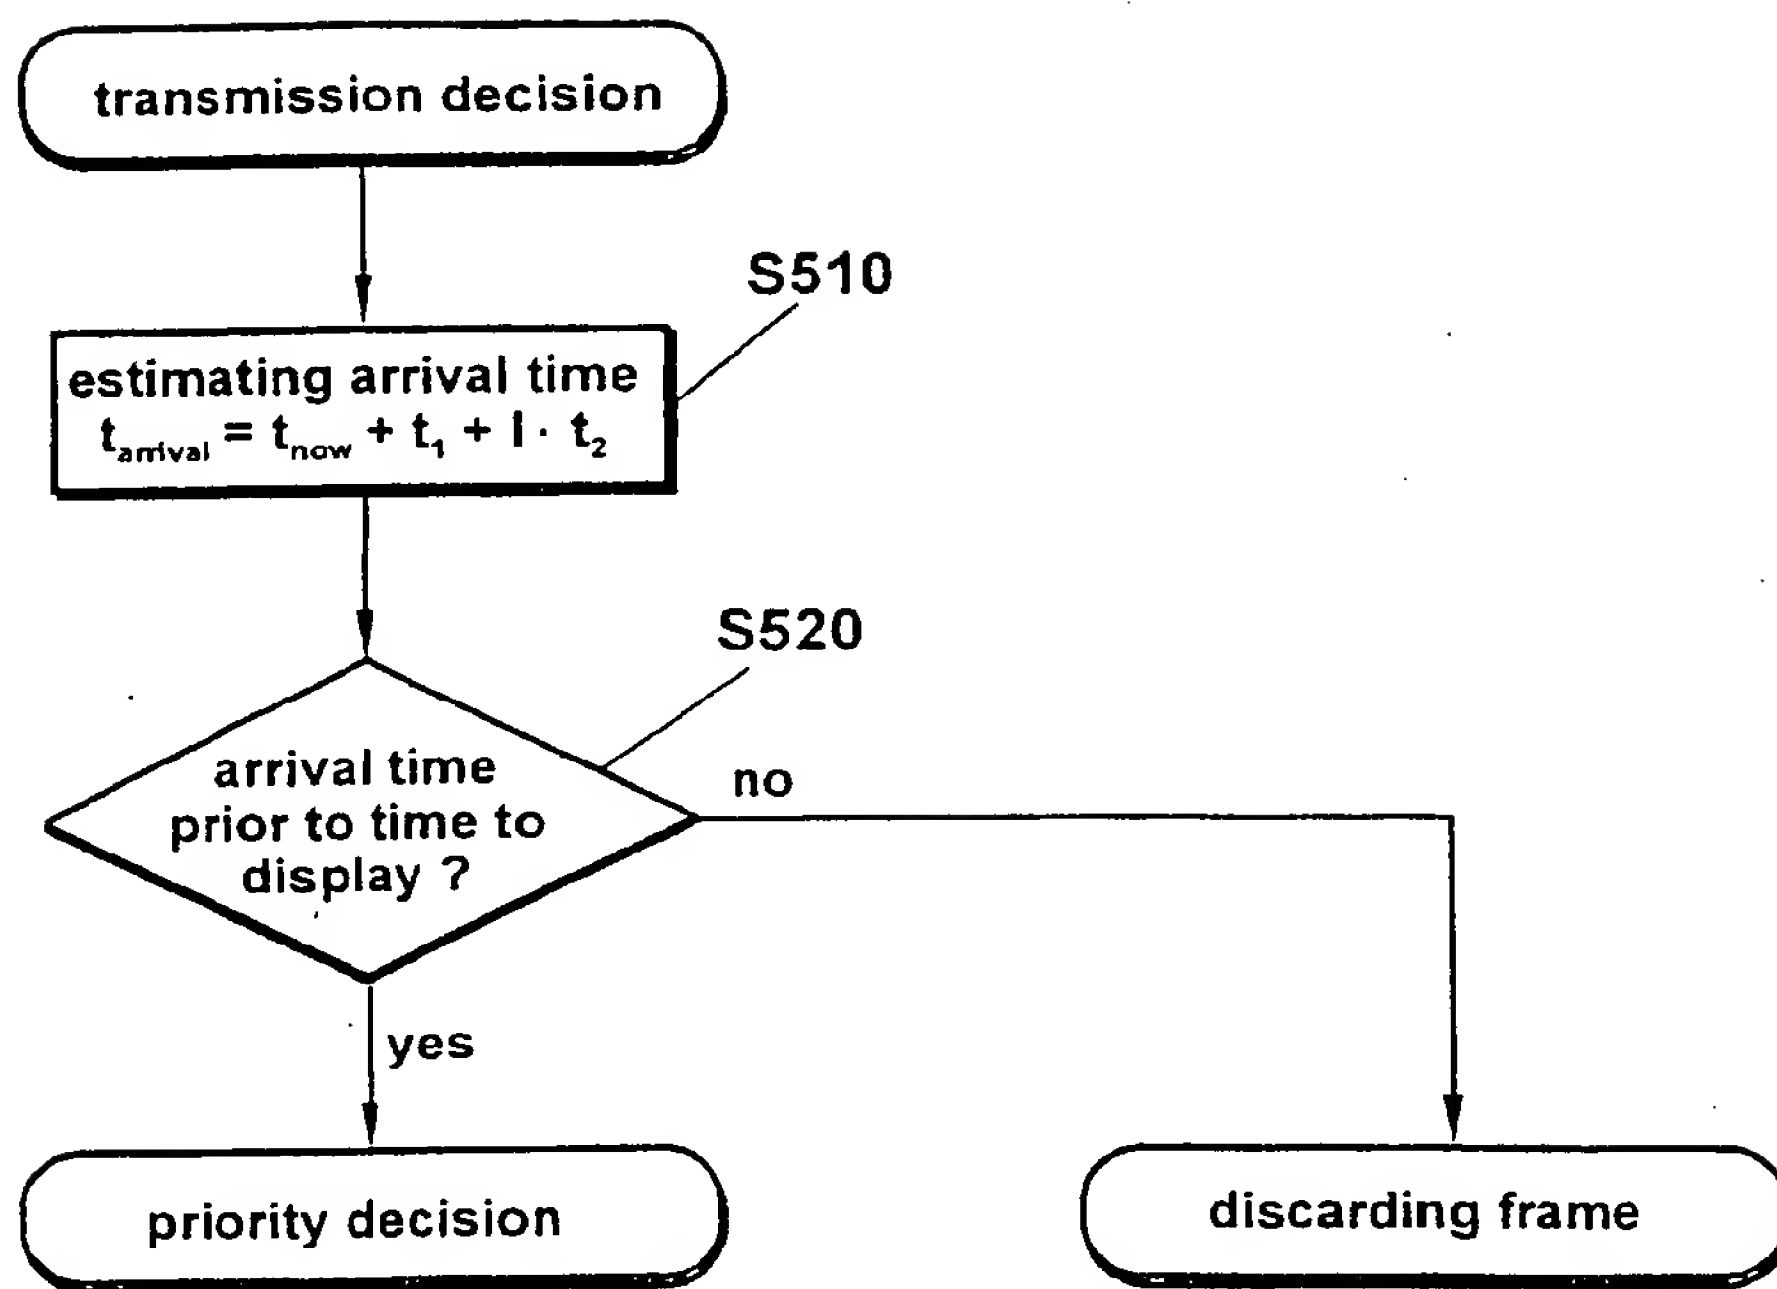 transmission decision
S510
estimating arrival time
t_arrival = t_now + t_1 + l · t_2
S520
arrival time
prior to time to
display ?
no
yes
priority decision
discarding frame